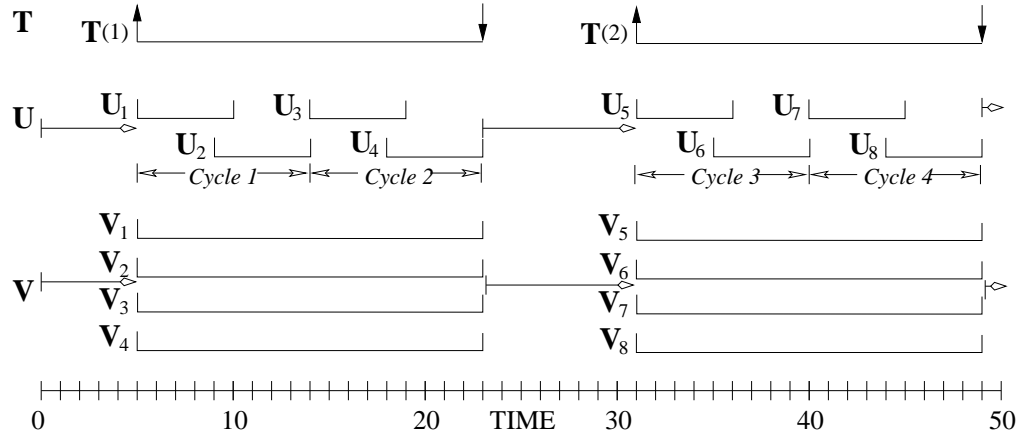 T T(1) T(2)
U U1 U3 U5 U7
U2 U4 U6 U8
Cycle 1 Cycle 2 Cycle 3 Cycle 4
V1 V5
V2 V6
V
V3 V7
V4 V8
0 10 20 TIME 30 40 50